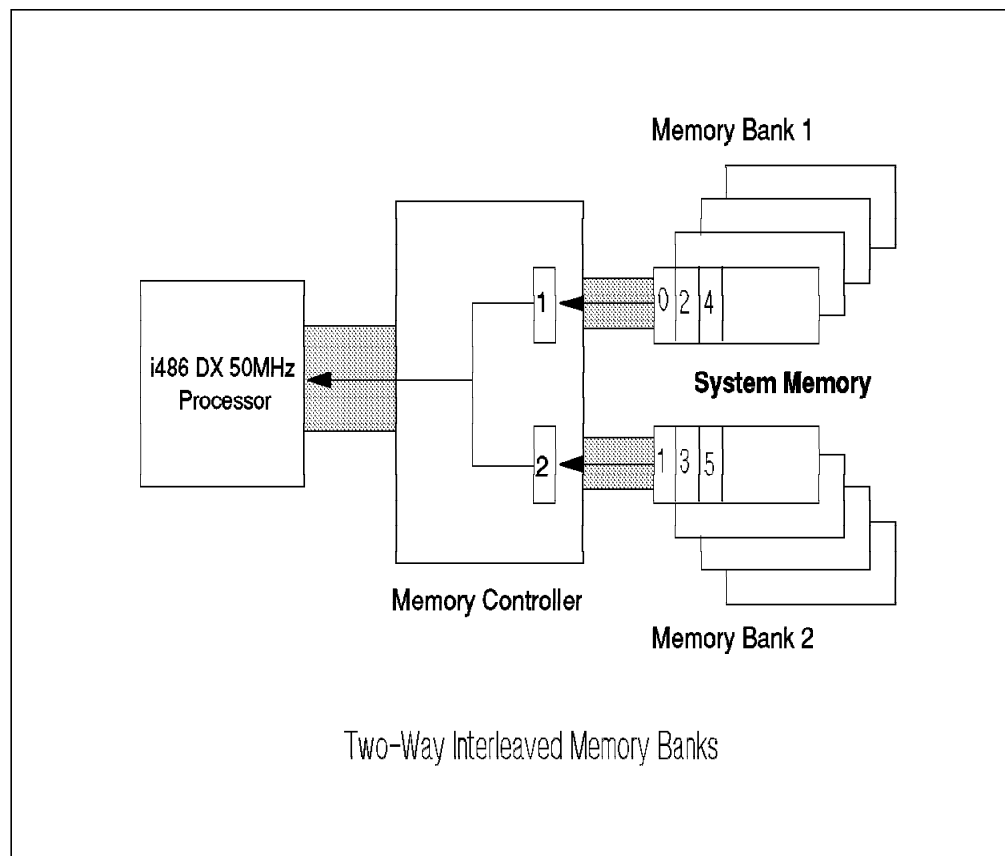 Memory Bank 1
1
0 2 4
i486 DX 50MHz
Processor
System Memory
2
1 3 5
Memory Controller
Memory Bank 2
Two-Way Interleaved Memory Banks